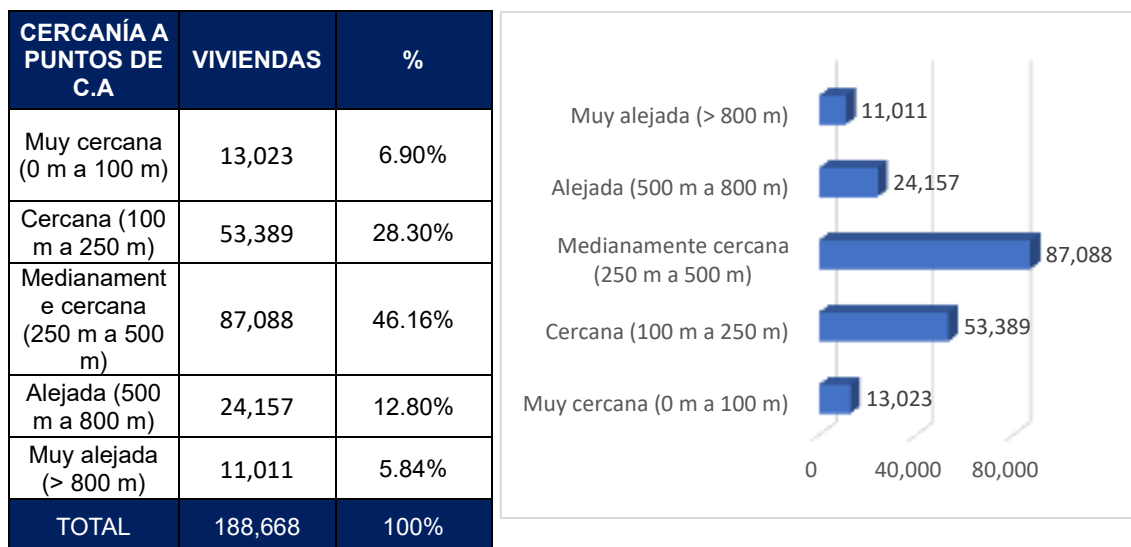 CERCANÍA A
PUNTOS DE
C.A
VIVIENDAS
%
Muy cercana
(0 m a 100 m)
13,023
6.90%
Cercana (100
m a 250 m)
53,389
28.30%
Medianament
e cercana
(250 m a 500
m)
87,088
46.16%
Alejada (500
m a 800 m)
24,157
12.80%
Muy alejada
(> 800 m)
11,011
5.84%
TOTAL
188,668
100%
Muy alejada (> 800 m)
11,011
Alejada (500 m a 800 m)
24,157
Medianamente cercana
(250 m a 500 m)
87,088
Cercana (100 m a 250 m)
53,389
Muy cercana (0 m a 100 m)
13,023
0
40,000
80,000